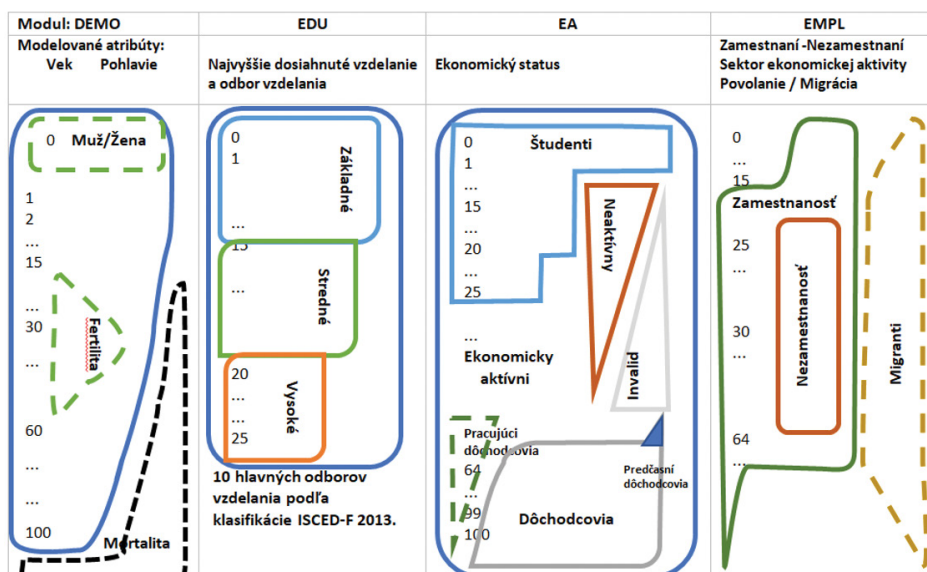 Modul: DEMO
EDU
EA
EMPL
Modelované atribúty:
Vek Pohlavie
Najvyššie dosiahnuté vzdelanie
a odbor vzdelania
Ekonomický status
Zamestnaní -Nezamestnaní
Sektor ekonomickej aktivity
Povolanie / Migrácia
0 Muž/Žena
1
2
...
15
...
30
...
60
...
...
100
Fertilita
Mortalita
0
1
...
15
...
20
...
...
25
Základné
Stredné
Vysoké
10 hlavných odborov
vzdelania podľa
klasifikácie ISCED-F 2013.
0
1
...
15
...
20
...
25
...
Študenti
Neaktívny
Invalid
Ekonomicky
aktívni
Pracujúci
dôchodcovia
64
...
99
100
Predčasní
dôchodcovia
Dôchodcovia
0
...
15
Zamestnanosť
25
...
30
...
64
...
Nezamestnanosť
Migranti